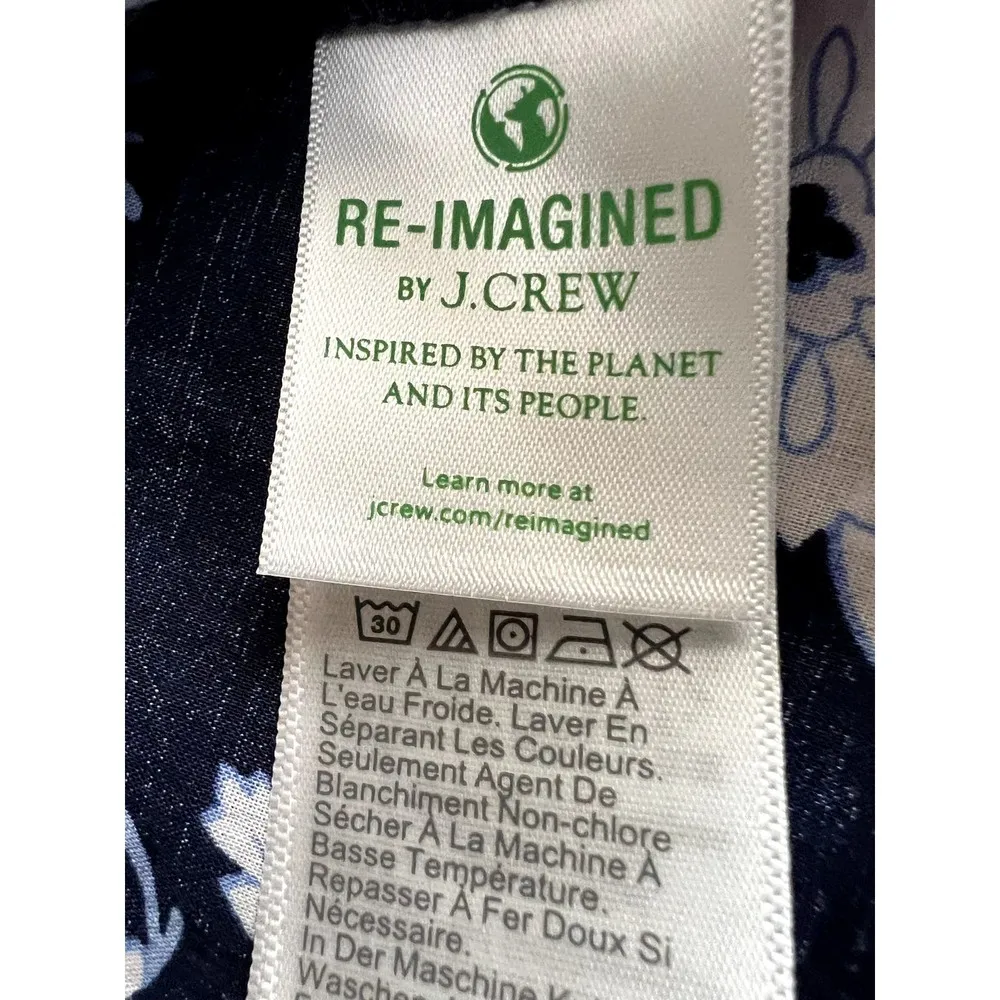 RE-IMAGINED
BY J.CREW
INSPIRED BY THE PLANET
AND ITS PEOPLE.
Learn more at
jcrew.com/reimagined
30
Laver À La Machine À
L'eau Froide. Laver En
Séparant Les Couleurs.
Seulement Agent De
Blanchiment Non-chlore
Sécher À La Machine À
Basse Température.
Repasser À Fer Doux Si
Nécessaire.
In Der Maschine